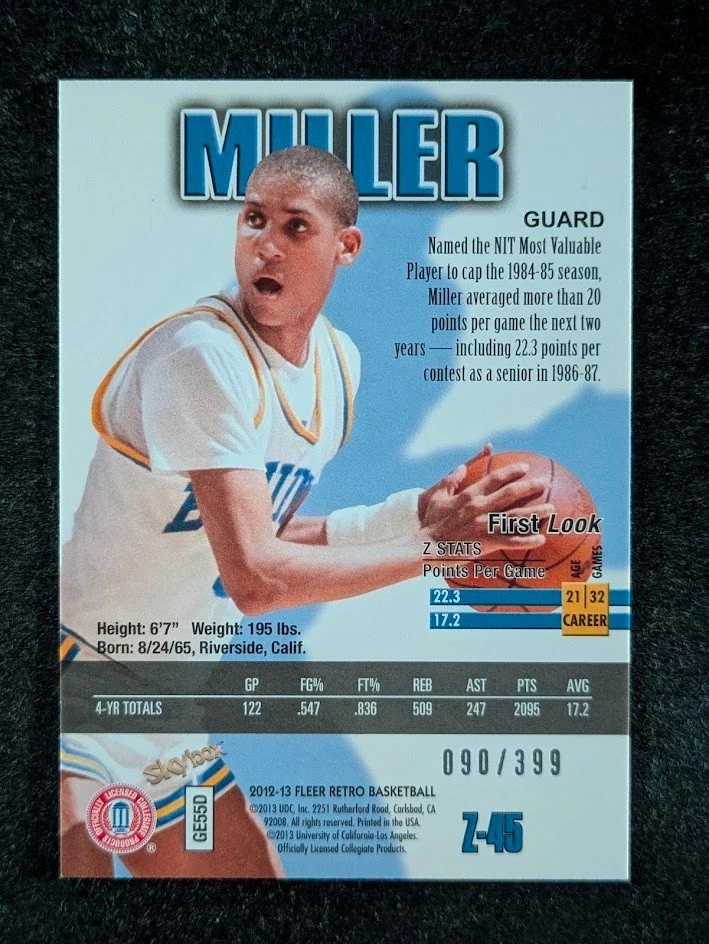 MILLER
GUARD
Named the NIT Most Valuable
Player to cap the 1984-85 season,
Miller averaged more than 20
points per game the next two
years — including 22.3 points per
contest as a senior in 1986-87.
First Look
Z STATS
Points Per Game
AGE
GAMES
22.3 21 32
17.2 CAREER
Height: 6'7" Weight: 195 lbs.
Born: 8/24/65, Riverside, Calif.
GP FG% FT% REB AST PTS AVG
4-YR TOTALS 122 .547 .836 509 247 2095 17.2
090/399
skybox
OFFICIALLY LICENSED COLLEGIATE PRODUCTS
®
GE55D
2012-13 FLEER RETRO BASKETBALL
©2013 UDC, Inc. 2251 Rutherford Road, Carlsbad, CA
92008. All rights reserved. Printed in the USA.
©2013 University of California-Los Angeles.
Officially Licensed Collegiate Products.
Z-45